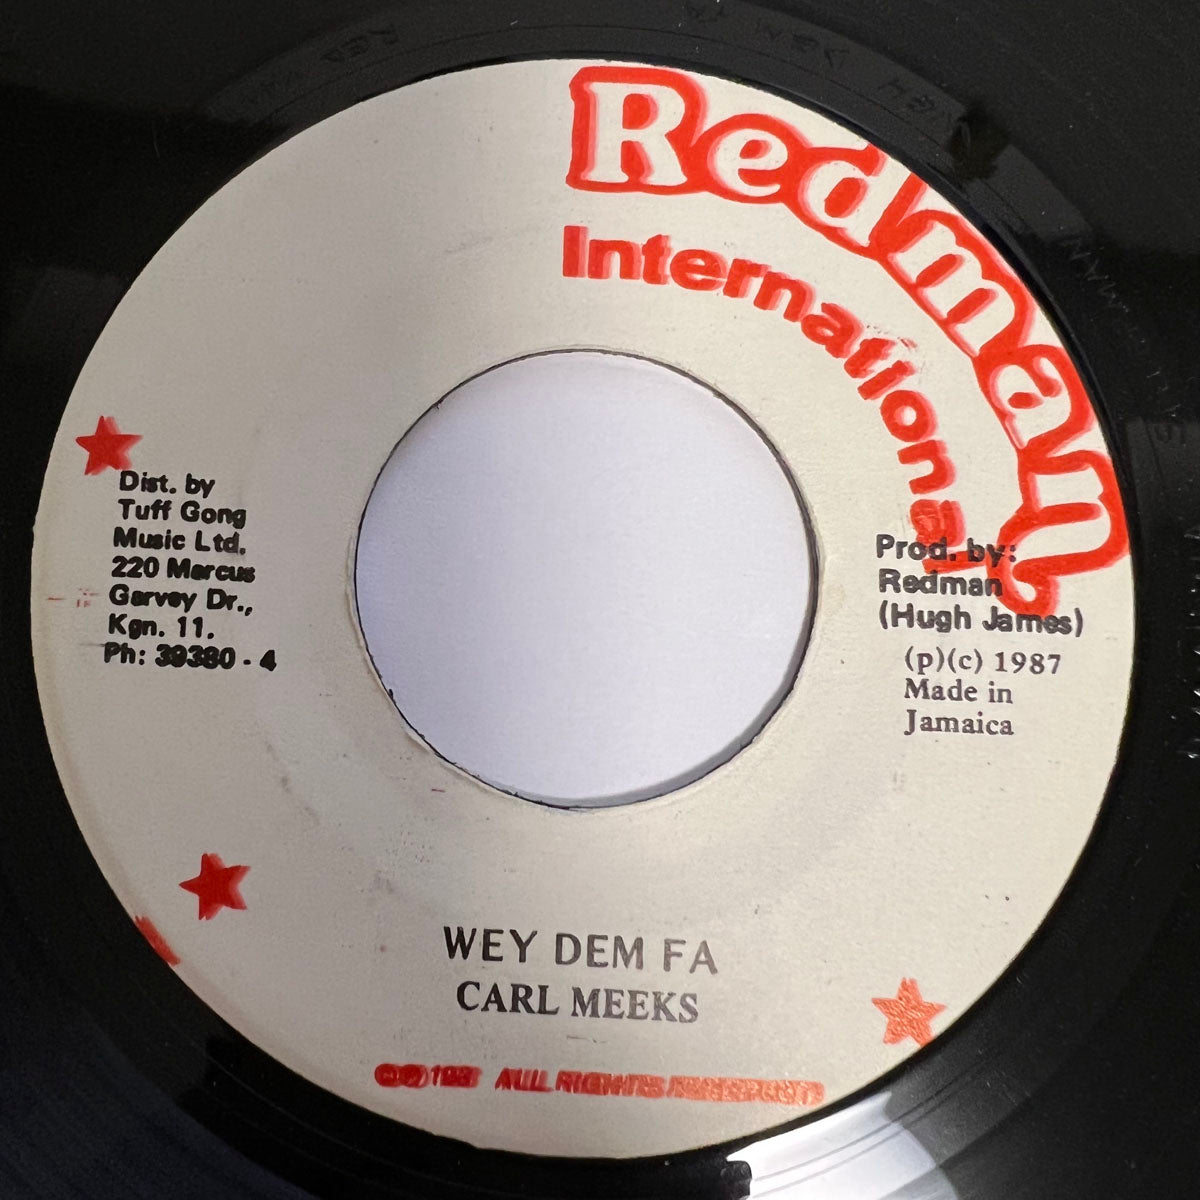 Redman
International
Dist. by
Tuff Gong
Music Ltd.
220 Marcus
Garvey Dr.,
Kgn. 11.
Ph: 39380 - 4
Prod. by:
Redman
(Hugh James)
(p)(c) 1987
Made in
Jamaica
WEY DEM FA
CARL MEEKS
ALL RIGHTS